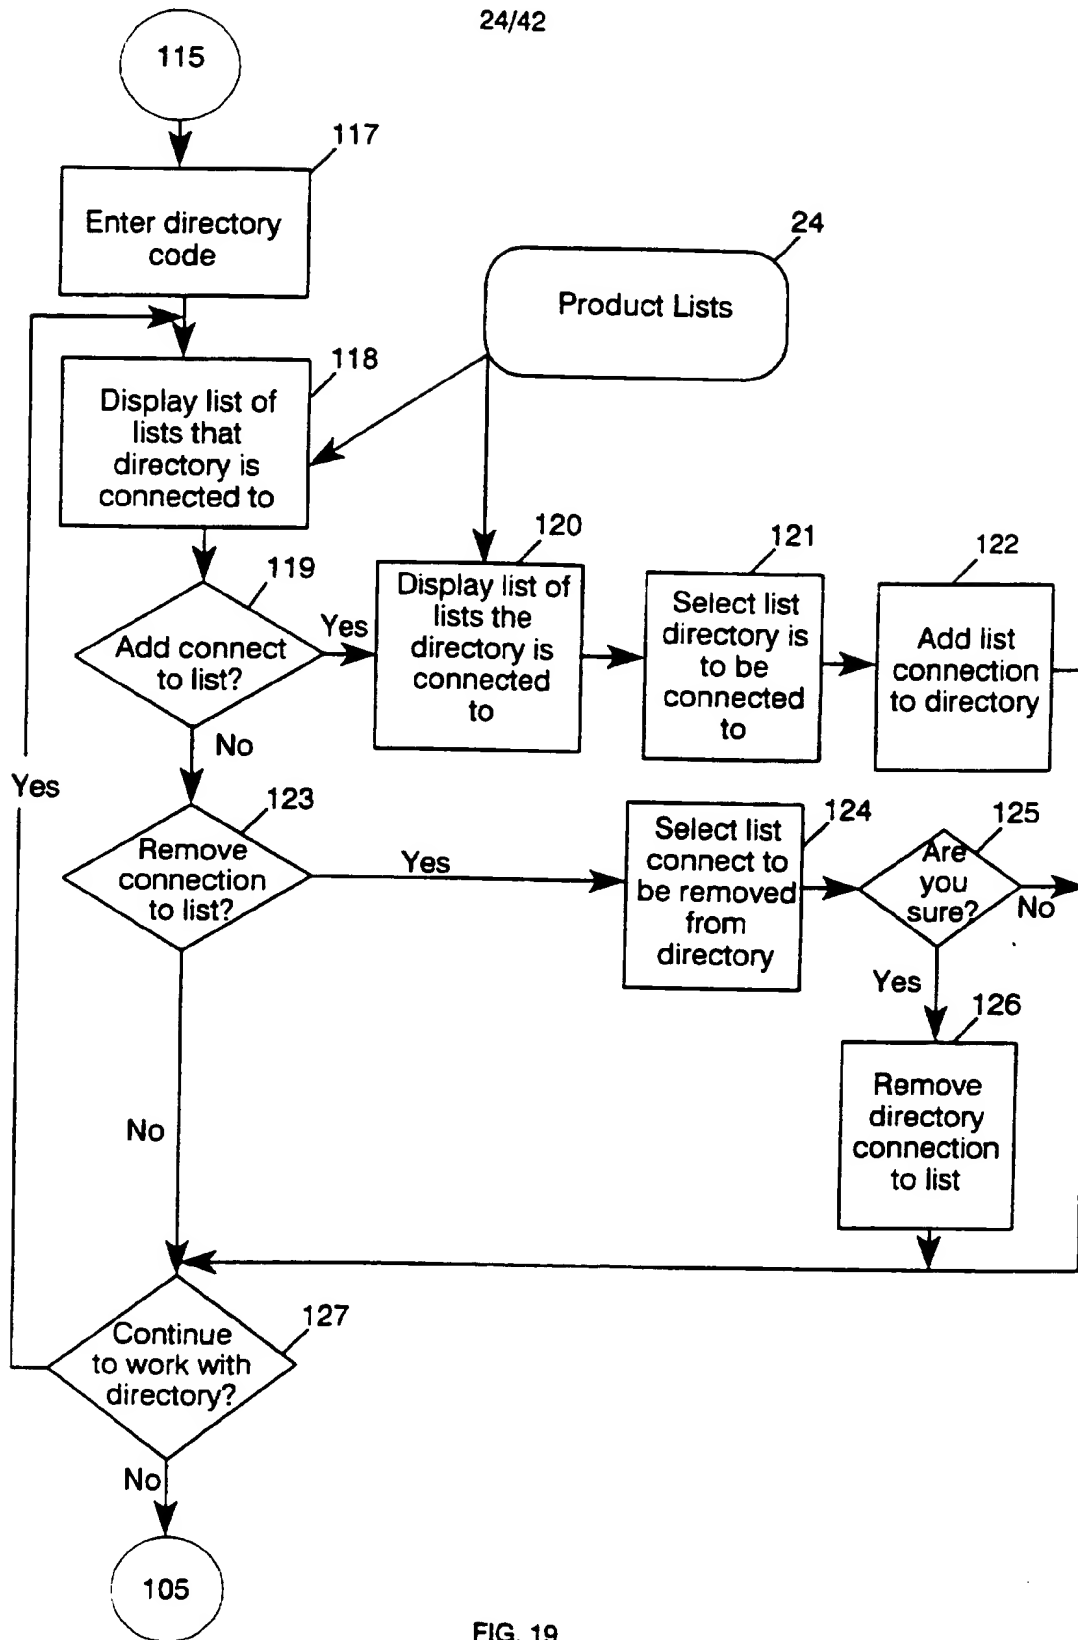 24/42
115
117
Enter directory
code
24
Product Lists
118
Display list of
lists that
directory is
connected to
119
Add connect
to list?
Yes
120
Display list of
lists the
directory is
connected
to
121
Select list
directory is
to be
connected
to
122
Add list
connection
to directory
No
Yes
123
Remove
connection
to list?
Yes
124
Select list
connect to
be removed
from
directory
125
Are
you
sure?
No
Yes
126
Remove
directory
connection
to list
No
127
Continue
to work with
directory?
No
105
FIG. 19